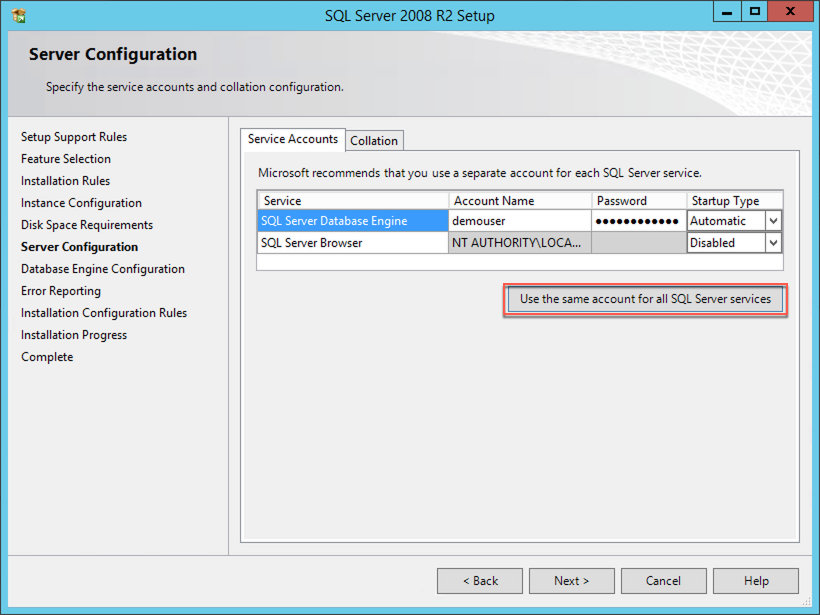 SQL Server 2008 R2 Setup
Server Configuration
Specify the service accounts and collation configuration.
Setup Support Rules
Feature Selection
Installation Rules
Instance Configuration
Disk Space Requirements
Server Configuration
Database Engine Configuration
Error Reporting
Installation Configuration Rules
Installation Progress
Complete
Service Accounts Collation
Microsoft recommends that you use a separate account for each SQL Server service.
Service Account Name Password Startup Type
SQL Server Database Engine demouser ●●●●●●●●●●●● Automatic
SQL Server Browser NT AUTHORITY\LOCA... Disabled
Use the same account for all SQL Server services
< Back Next > Cancel Help